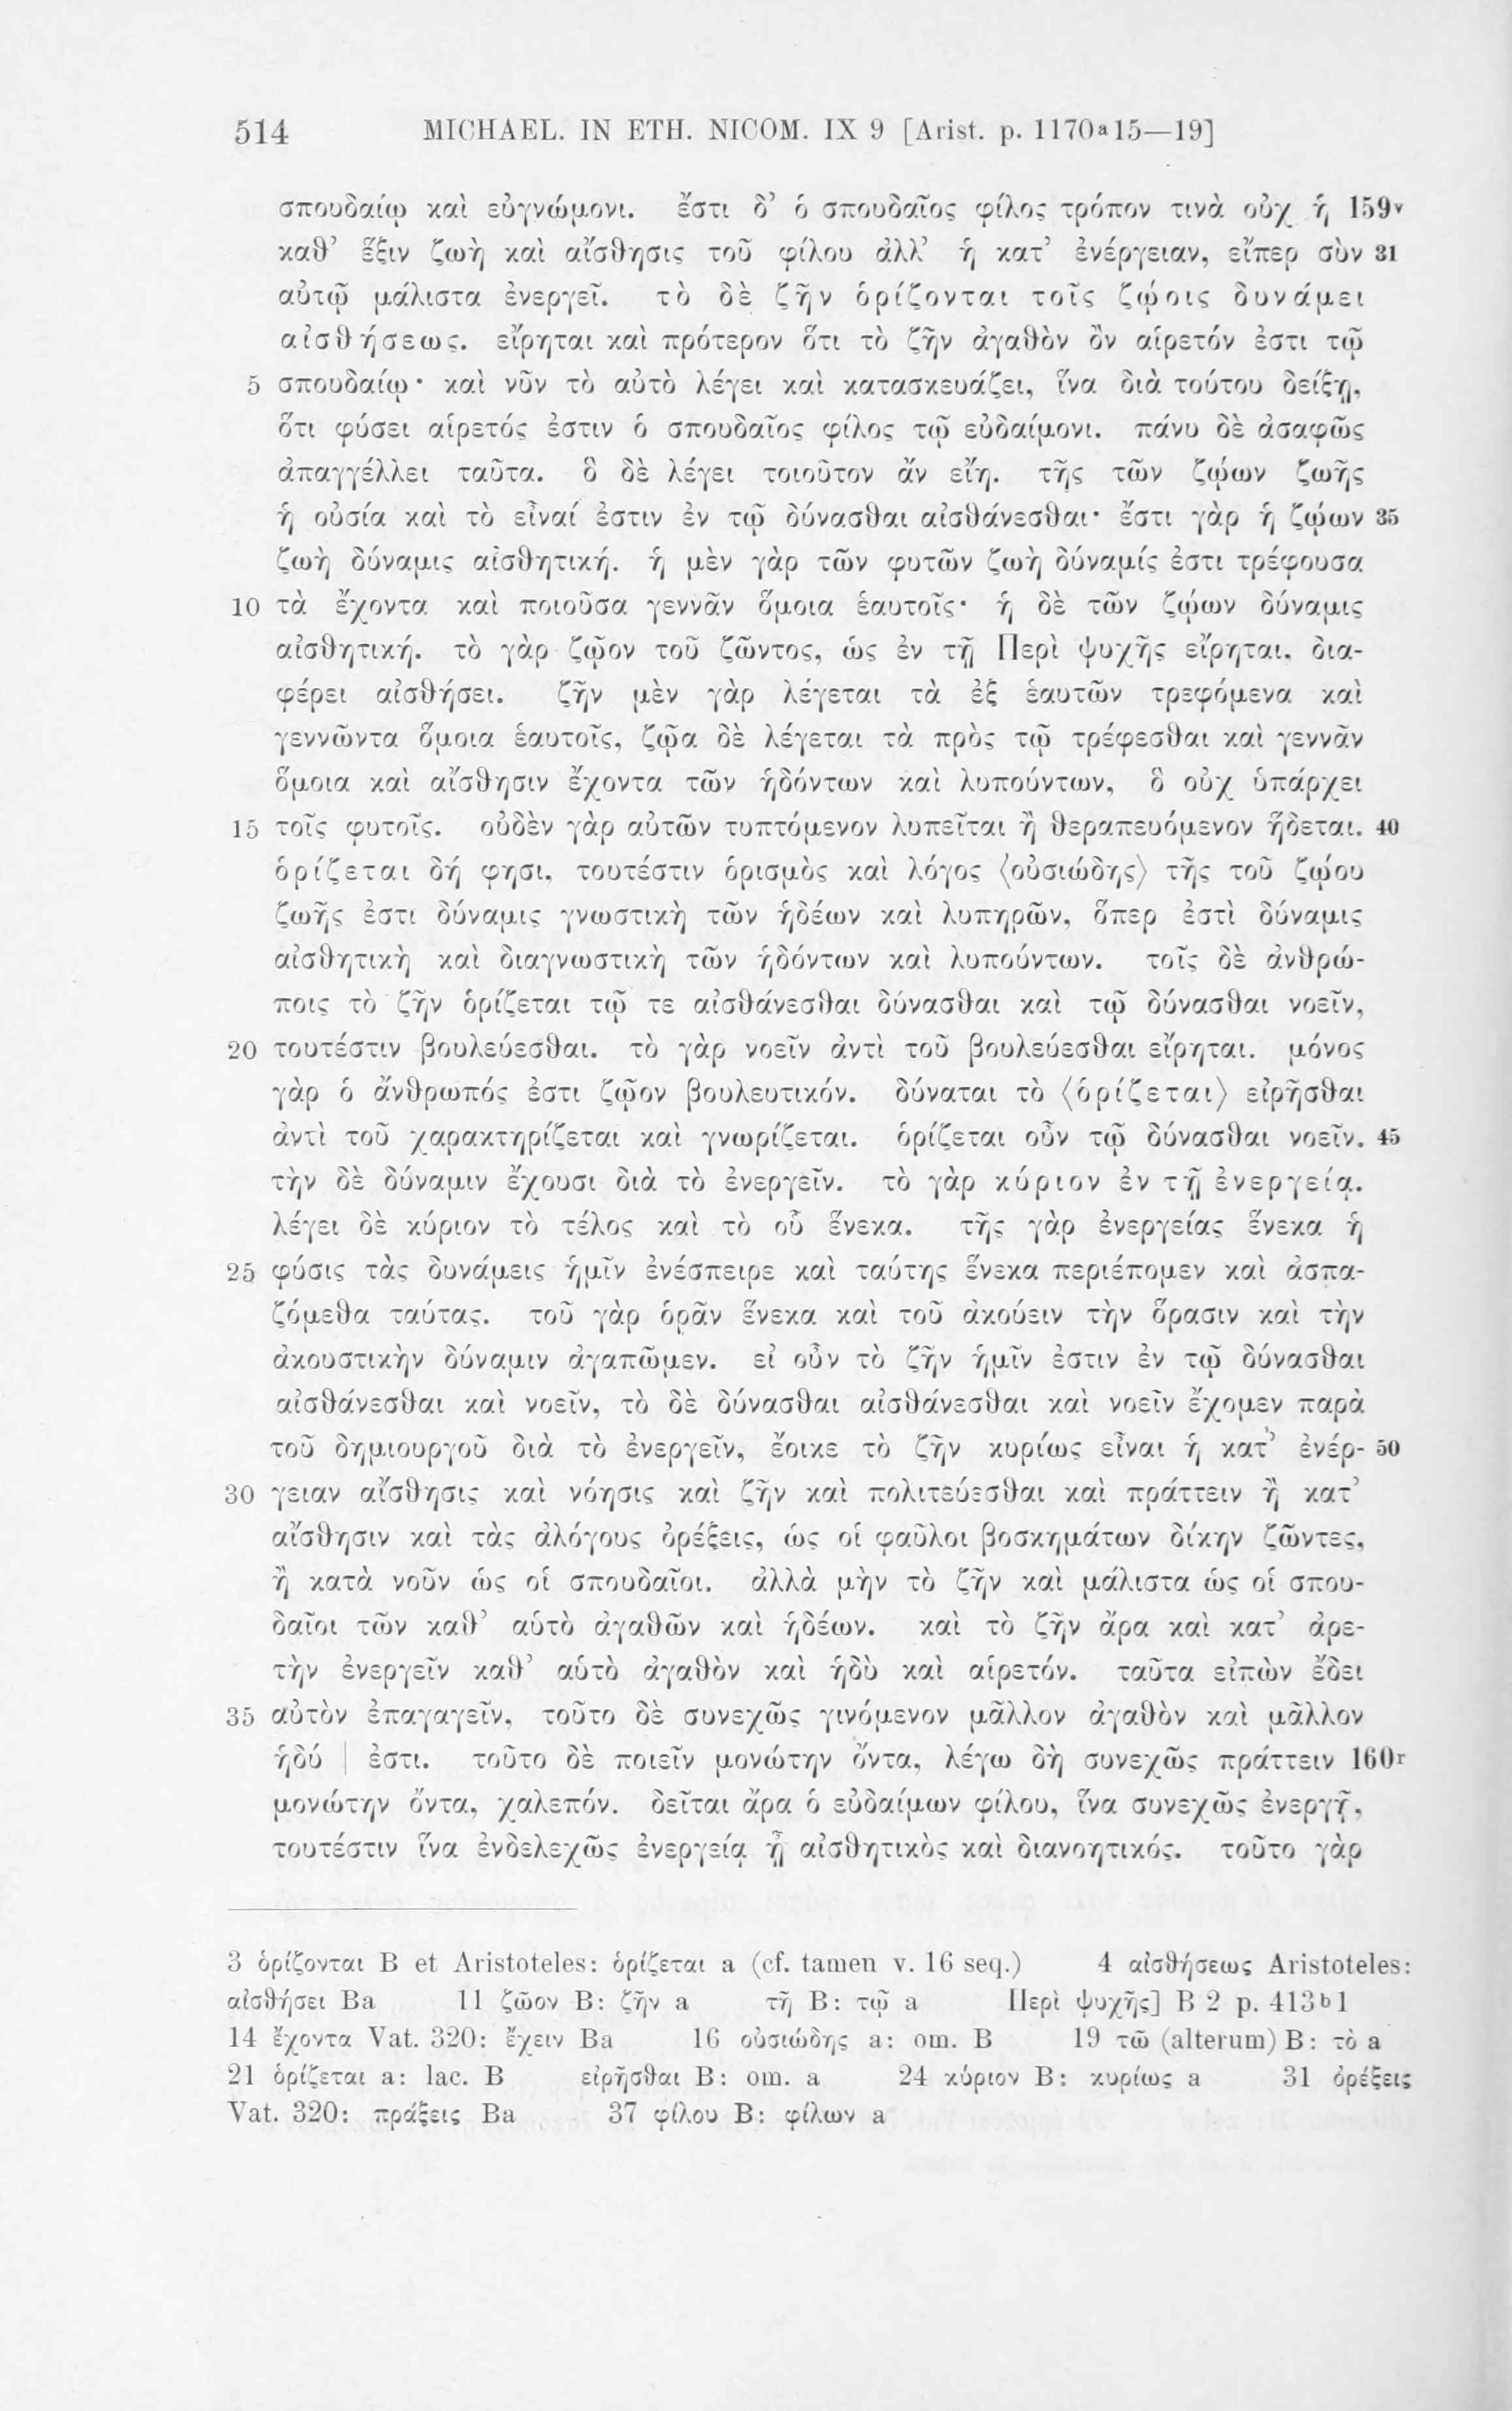 514 MICHAEL. IN ETH. NICOM. IX 9 [Arist. p. 1170a15—19]
σπουδαίῳ καὶ εὐγνώμονι. ἔστι δ’ ὁ σπουδαῖος φίλος τρόπον τινὰ οὐχ ἡ 159v
καθ’ ἕξιν ζωὴ καὶ αἴσθησις τοῦ φίλου ἀλλ’ ἡ κατ’ ἐνέργειαν, εἴπερ σὺν 31
αὐτῷ μάλιστα ἐνεργεῖ. τὸ δὲ ζῆν ὁρίζονται τοῖς ζῴοις δυνάμει
αἰσθήσεως. εἴρηται καὶ πρότερον ὅτι τὸ ζῆν ἀγαθὸν ὂν αἱρετόν ἐστι τῷ
5 σπουδαίῳ· καὶ νῦν τὸ αὐτὸ λέγει καὶ κατασκευάζει, ἵνα διὰ τούτου δείξῃ,
ὅτι φύσει αἱρετός ἐστιν ὁ σπουδαῖος φίλος τῷ εὐδαίμονι. πάνυ δὲ ἀσαφῶς
ἀπαγγέλλει ταῦτα. ὃ δὲ λέγει τοιοῦτον ἂν εἴη. τῆς τῶν ζῴων ζωῆς
ἡ οὐσία καὶ τὸ εἶναί ἐστιν ἐν τῷ δύνασθαι αἰσθάνεσθαι· ἔστι γὰρ ἡ ζῴων 35
ζωὴ δύναμις αἰσθητική. ἡ μὲν γὰρ τῶν φυτῶν ζωὴ δύναμίς ἐστι τρέφουσα
10 τὰ ἔχοντα καὶ ποιοῦσα γεννᾶν ὅμοια ἑαυτοῖς· ἡ δὲ τῶν ζῴων δύναμις
αἰσθητική. τὸ γὰρ ζῷον τοῦ ζῶντος, ὡς ἐν τῇ Περὶ ψυχῆς εἴρηται, δια-
φέρει αἰσθήσει. ζῆν μὲν γὰρ λέγεται τὰ ἐξ ἑαυτῶν τρεφόμενα καὶ
γεννῶντα ὅμοια ἑαυτοῖς, ζῷα δὲ λέγεται τὰ πρὸς τῷ τρέφεσθαι καὶ γεννᾶν
ὅμοια καὶ αἴσθησιν ἔχοντα τῶν ἡδόντων καὶ λυπούντων, ὃ οὐχ ὑπάρχει
15 τοῖς φυτοῖς. οὐδὲν γὰρ αὐτῶν τυπτόμενον λυπεῖται ἢ θεραπευόμενον ἥδεται. 40
ὁρίζεται δή φησι, τουτέστιν ὁρισμὸς καὶ λόγος ⟨οὐσιώδης⟩ τῆς τοῦ ζῴου
ζωῆς ἐστι δύναμις γνωστικὴ τῶν ἡδέων καὶ λυπηρῶν, ὅπερ ἐστὶ δύναμις
αἰσθητικὴ καὶ διαγνωστικὴ τῶν ἡδόντων καὶ λυπούντων. τοῖς δὲ ἀνθρώ-
ποις τὸ ζῆν ὁρίζεται τῷ τε αἰσθάνεσθαι δύνασθαι καὶ τῷ δύνασθαι νοεῖν,
20 τουτέστιν βουλεύεσθαι. τὸ γὰρ νοεῖν ἀντὶ τοῦ βουλεύεσθαι εἴρηται. μόνος
γὰρ ὁ ἄνθρωπός ἐστι ζῷον βουλευτικόν. δύναται τὸ ⟨ὁρίζεται⟩ εἰρῆσθαι
ἀντὶ τοῦ χαρακτηρίζεται καὶ γνωρίζεται. ὁρίζεται οὖν τῷ δύνασθαι νοεῖν. 45
τὴν δὲ δύναμιν ἔχουσι διὰ τὸ ἐνεργεῖν. τὸ γὰρ κύριον ἐν τῇ ἐνεργείᾳ.
λέγει δὲ κύριον τὸ τέλος καὶ τὸ οὗ ἕνεκα. τῆς γὰρ ἐνεργείας ἕνεκα ἡ
25 φύσις τὰς δυνάμεις ἡμῖν ἐνέσπειρε καὶ ταύτης ἕνεκα περιέπομεν καὶ ἀσπα-
ζόμεθα ταύτας. τοῦ γὰρ ὁρᾶν ἕνεκα καὶ τοῦ ἀκούειν τὴν ὅρασιν καὶ τὴν
ἀκουστικὴν δύναμιν ἀγαπῶμεν. εἰ οὖν τὸ ζῆν ἡμῖν ἐστιν ἐν τῷ δύνασθαι
αἰσθάνεσθαι καὶ νοεῖν, τὸ δὲ δύνασθαι αἰσθάνεσθαι καὶ νοεῖν ἔχομεν παρὰ
τοῦ δημιουργοῦ διὰ τὸ ἐνεργεῖν, ἔοικε τὸ ζῆν κυρίως εἶναι ἡ κατ’ ἐνέρ- 50
30 γειαν αἴσθησις καὶ νόησις καὶ ζῆν καὶ πολιτεύεσθαι καὶ πράττειν ἢ κατ’
αἴσθησιν καὶ τὰς ἀλόγους ὀρέξεις, ὡς οἱ φαῦλοι βοσκημάτων δίκην ζῶντες,
ἢ κατὰ νοῦν ὡς οἱ σπουδαῖοι. ἀλλὰ μὴν τὸ ζῆν καὶ μάλιστα ὡς οἱ σπου-
δαῖοι τῶν καθ’ αὑτὸ ἀγαθῶν καὶ ἡδέων. καὶ τὸ ζῆν ἄρα καὶ κατ’ ἀρε-
τὴν ἐνεργεῖν καθ’ αὑτὸ ἀγαθὸν καὶ ἡδὺ καὶ αἱρετόν. ταῦτα εἰπὼν ἔδει
35 αὐτὸν ἐπαγαγεῖν, τοῦτο δὲ συνεχῶς γινόμενον μᾶλλον ἀγαθὸν καὶ μᾶλλον
ἡδύ | ἐστι. τοῦτο δὲ ποιεῖν μονώτην ὄντα, λέγω δὴ συνεχῶς πράττειν 160r
μονώτην ὄντα, χαλεπόν. δεῖται ἄρα ὁ εὐδαίμων φίλου, ἵνα συνεχῶς ἐνεργῇ,
τουτέστιν ἵνα ἐνδελεχῶς ἐνεργείᾳ ᾖ αἰσθητικὸς καὶ διανοητικός. τοῦτο γὰρ
3 ὁρίζονται B et Aristoteles: ὁρίζεται a (cf. tamen v. 16 seq.) 4 αἰσθήσεως Aristoteles:
αἰσθήσει Ba 11 ζῶον B: ζῆν a τῇ B: τῷ a Περὶ ψυχῆς] B 2 p. 413b1
14 ἔχοντα Vat. 320: ἔχειν Ba 16 οὐσιώδης a: om. B 19 τῶ (alterum) B: τὸ a
21 ὁρίζεται a: lac. B εἰρῆσθαι B: om. a 24 κύριον B: κυρίως a 31 ὀρέξεις
Vat. 320: πράξεις Ba 37 φίλου B: φίλων a